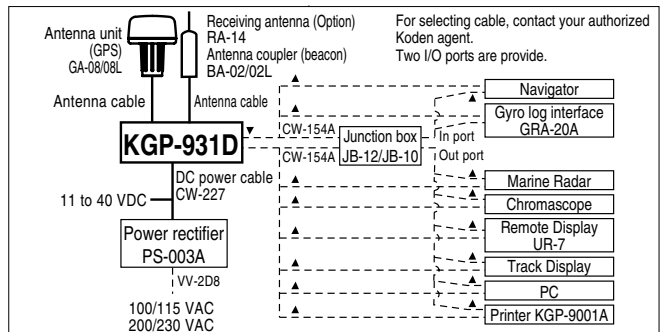 Antenna unit
(GPS)
GA-08/08L
Receiving antenna (Option)
RA-14
Antenna coupler (beacon)
BA-02/02L
For selecting cable, contact your authorized
Koden agent.
Two I/O ports are provide.
Antenna cable
Antenna cable
KGP-931D
CW-154A
CW-154A
Junction box
JB-12/JB-10
In port
Out port
Navigator
Gyro log interface
GRA-20A
Marine Radar
Chromascope
Remote Display
UR-7
Track Display
PC
Printer KGP-9001A
DC power cable
CW-227
11 to 40 VDC
Power rectifier
PS-003A
VV-2D8
100/115 VAC
200/230 VAC